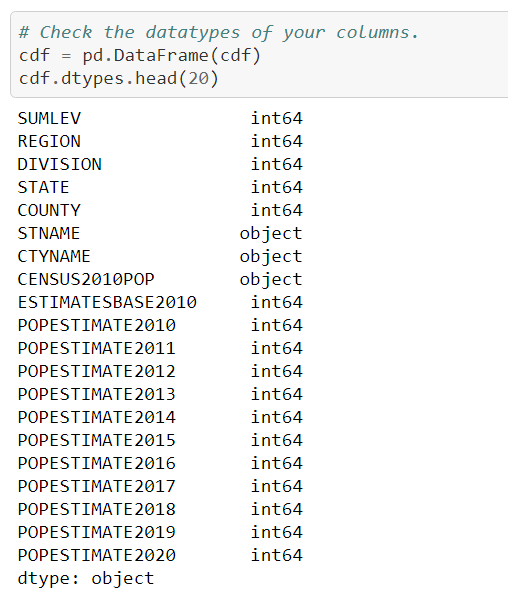 # Check the datatypes of your columns.
cdf = pd.DataFrame(cdf)
cdf.dtypes.head(20)
SUMLEV int64
REGION int64
DIVISION int64
STATE int64
COUNTY int64
STNAME object
CTYNAME object
CENSUS2010POP object
ESTIMATESBASE2010 int64
POPESTIMATE2010 int64
POPESTIMATE2011 int64
POPESTIMATE2012 int64
POPESTIMATE2013 int64
POPESTIMATE2014 int64
POPESTIMATE2015 int64
POPESTIMATE2016 int64
POPESTIMATE2017 int64
POPESTIMATE2018 int64
POPESTIMATE2019 int64
POPESTIMATE2020 int64
dtype: object